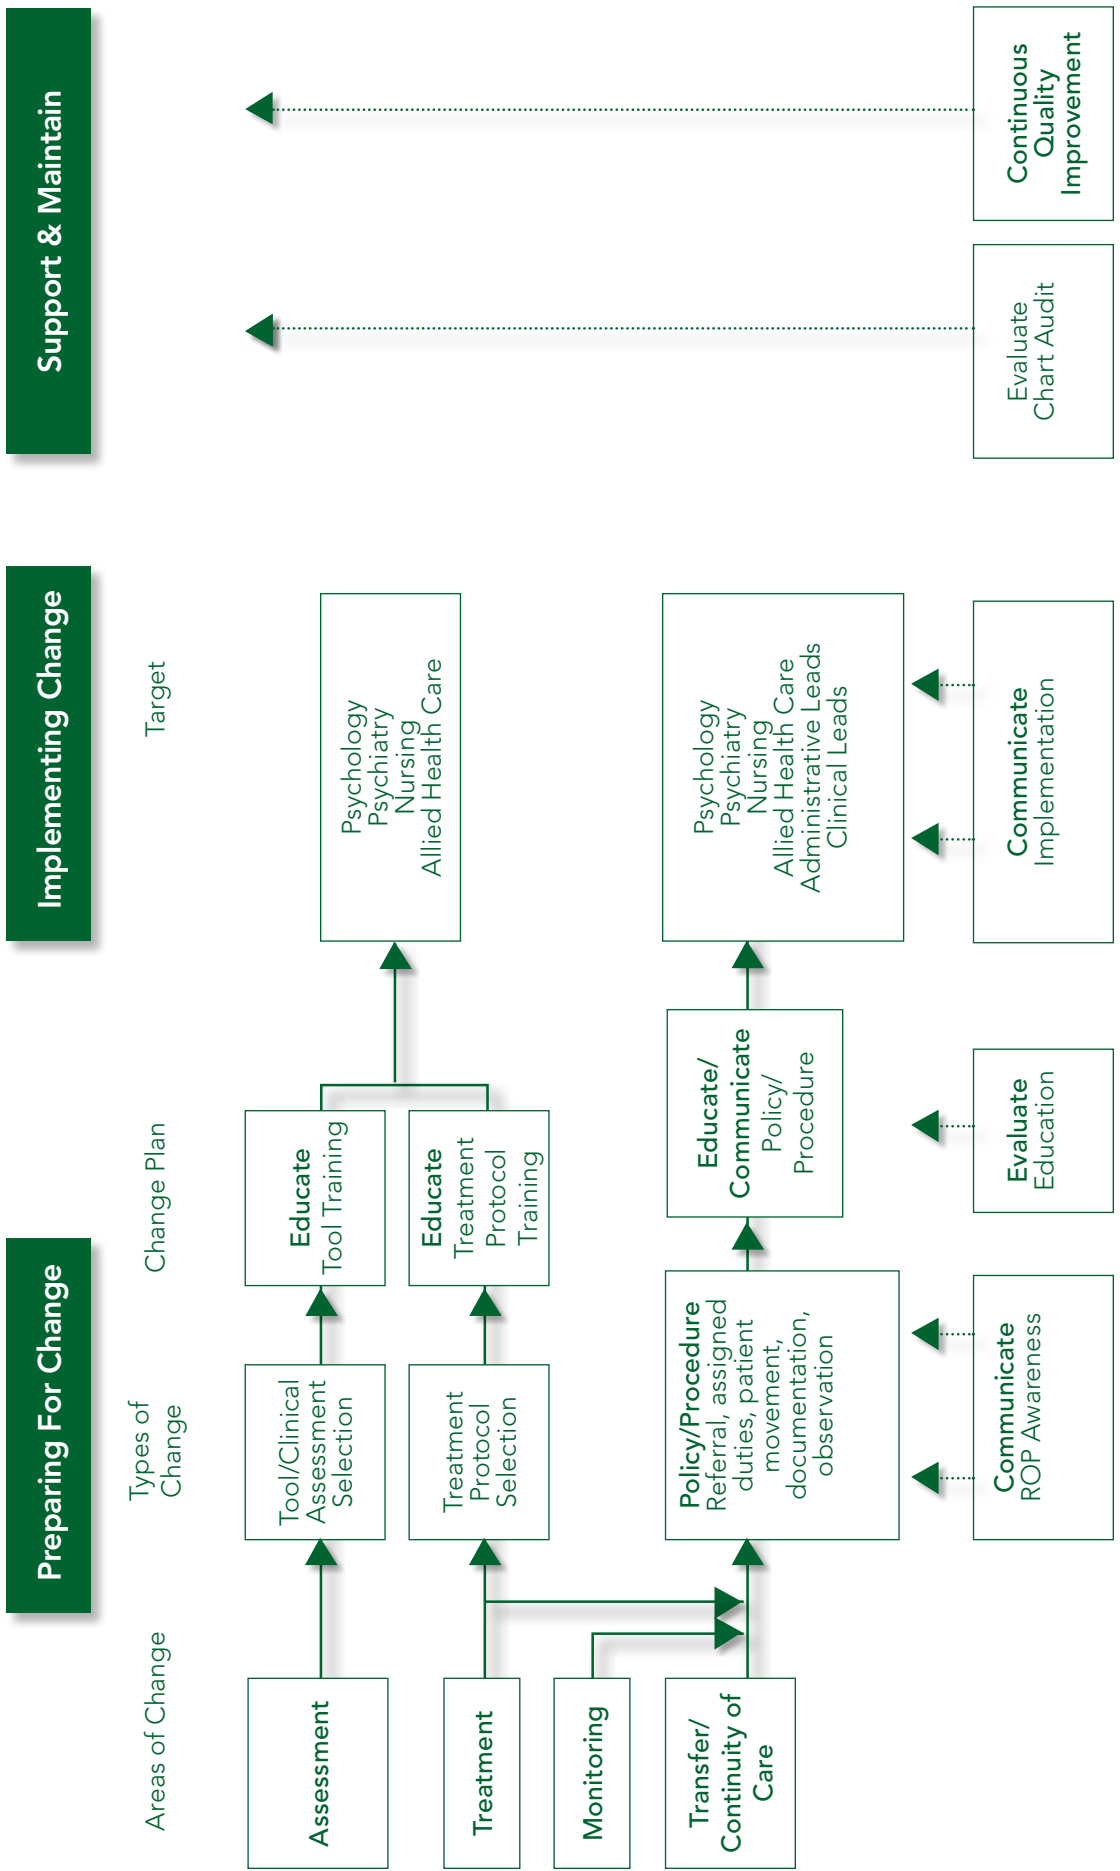 Preparing For Change
Implementing Change
Support & Maintain
Areas of Change
Types of
Change
Change Plan
Target
Assessment
Tool/Clinical
Assessment
Selection
Educate
Tool Training
Psychology
Psychiatry
Nursing
Allied Health Care
Treatment
Treatment
Protocol
Selection
Educate
Treatment
Protocol
Training
Monitoring
Transfer/
Continuity of
Care
Policy/Procedure
Referral, assigned
duties, patient
movement,
documentation,
observation
Educate/
Communicate
Policy/
Procedure
Psychology
Psychiatry
Nursing
Allied Health Care
Administrative Leads
Clinical Leads
Communicate
ROP Awareness
Evaluate
Education
Communicate
Implementation
Evaluate
Chart Audit
Continuous
Quality
Improvement